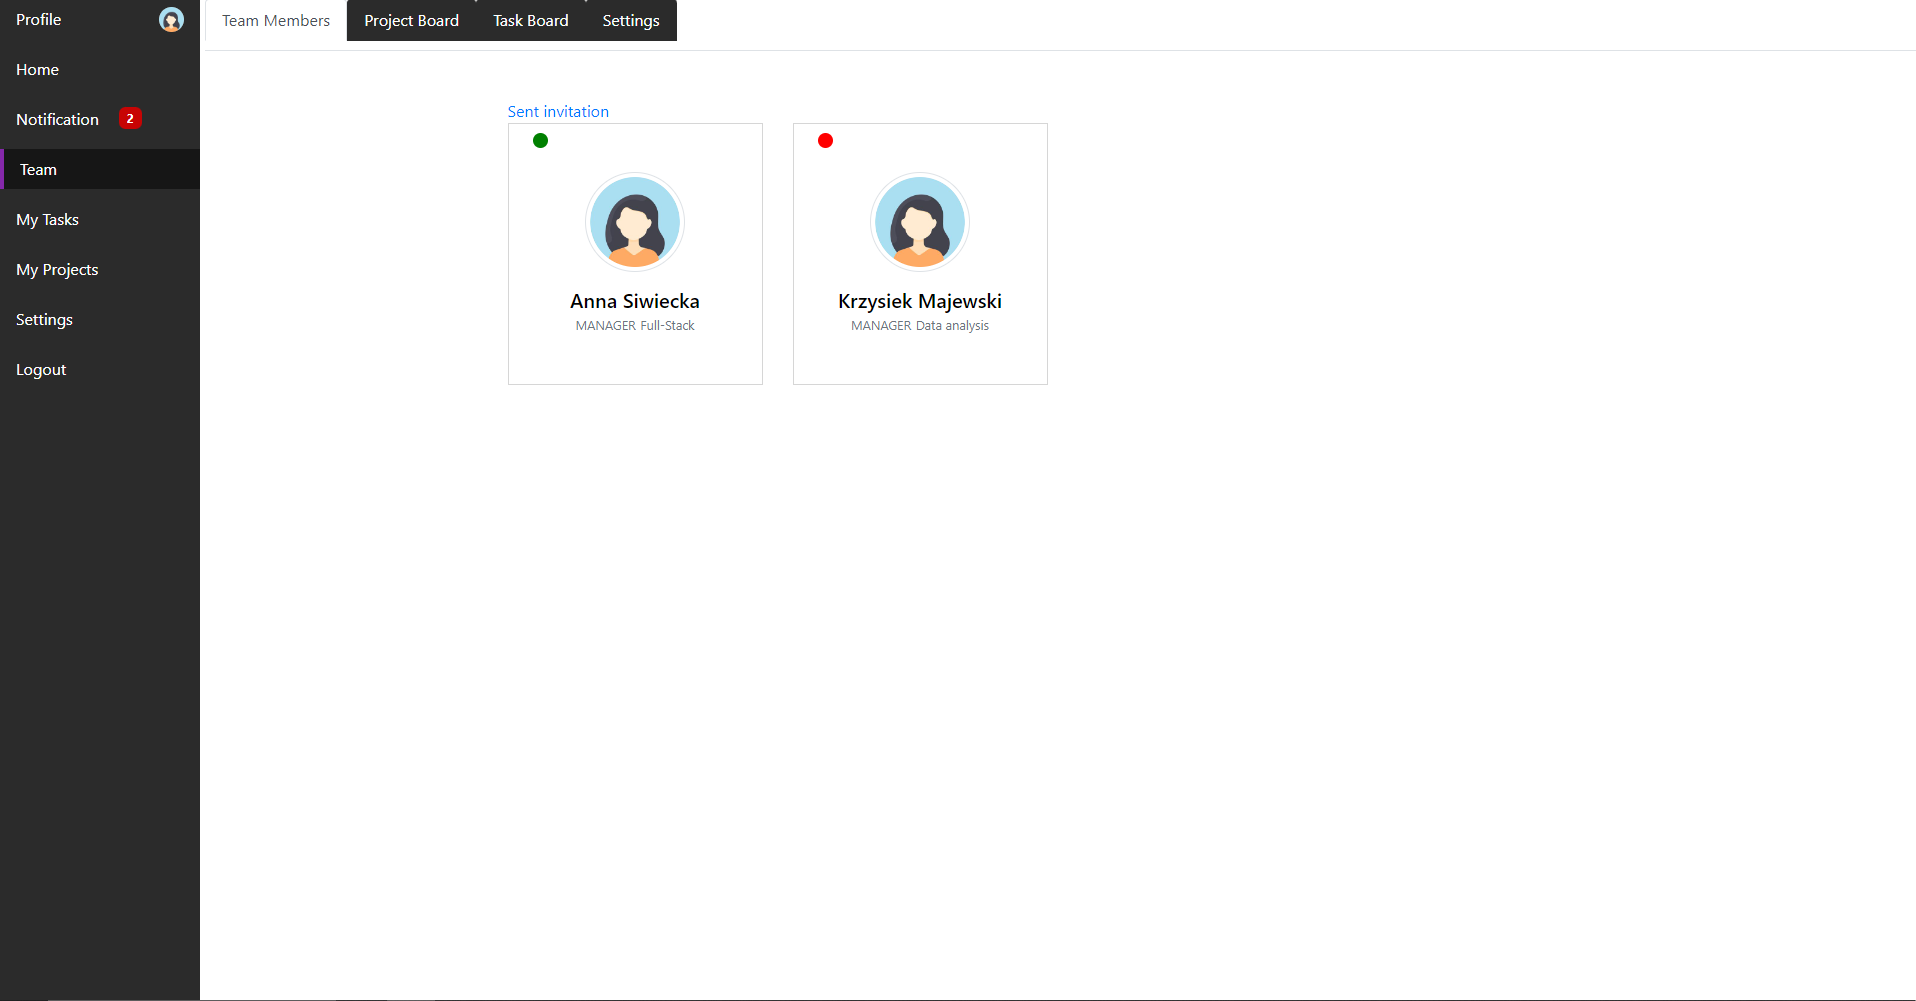 Profile
Home
Notification 2
Team
My Tasks
My Projects
Settings
Logout
Team Members Project Board Task Board Settings
Sent invitation
Anna Siwiecka
MANAGER Full-Stack
Krzysiek Majewski
MANAGER Data analysis